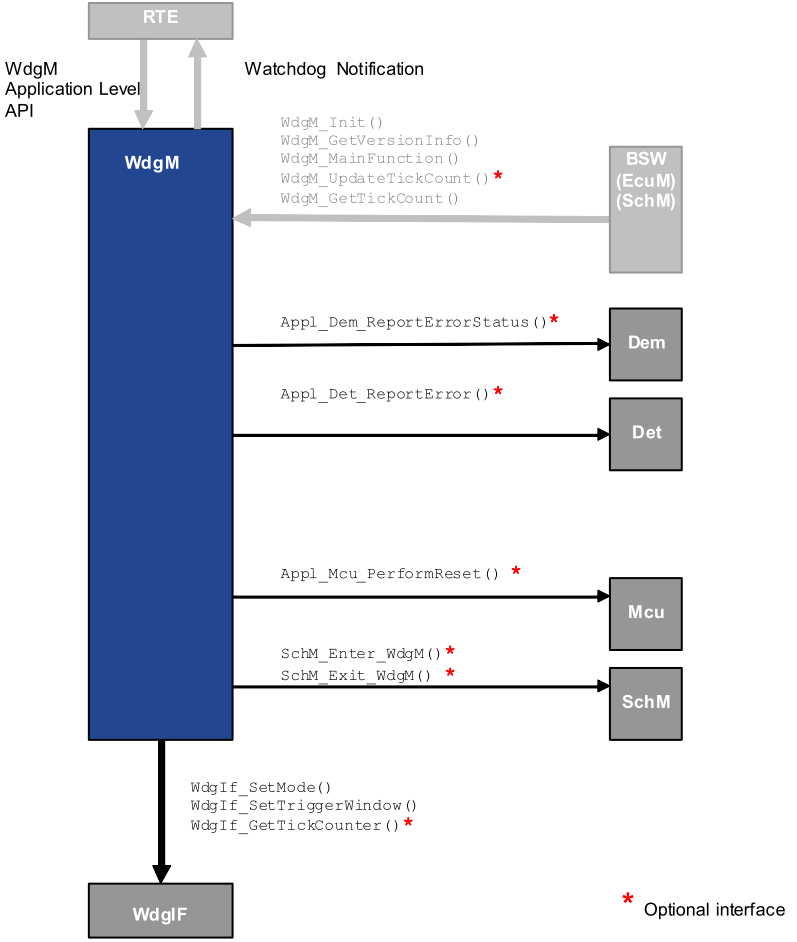 RTE
WdgM
Application Level
API
Watchdog Notification
WdgM_Init()
WdgM_GetVersionInfo()
WdgM_MainFunction()
WdgM_UpdateTickCount()*
WdgM_GetTickCount()
WdgM
BSW
(EcuM)
(SchM)
Appl_Dem_ReportErrorStatus()*
Dem
Appl_Det_ReportError()*
Det
Appl_Mcu_PerformReset() *
Mcu
SchM_Enter_WdgM()*
SchM_Exit_WdgM() *
SchM
WdgIf_SetMode()
WdgIf_SetTriggerWindow()
WdgIf_GetTickCounter()*
WdgIF
* Optional interface